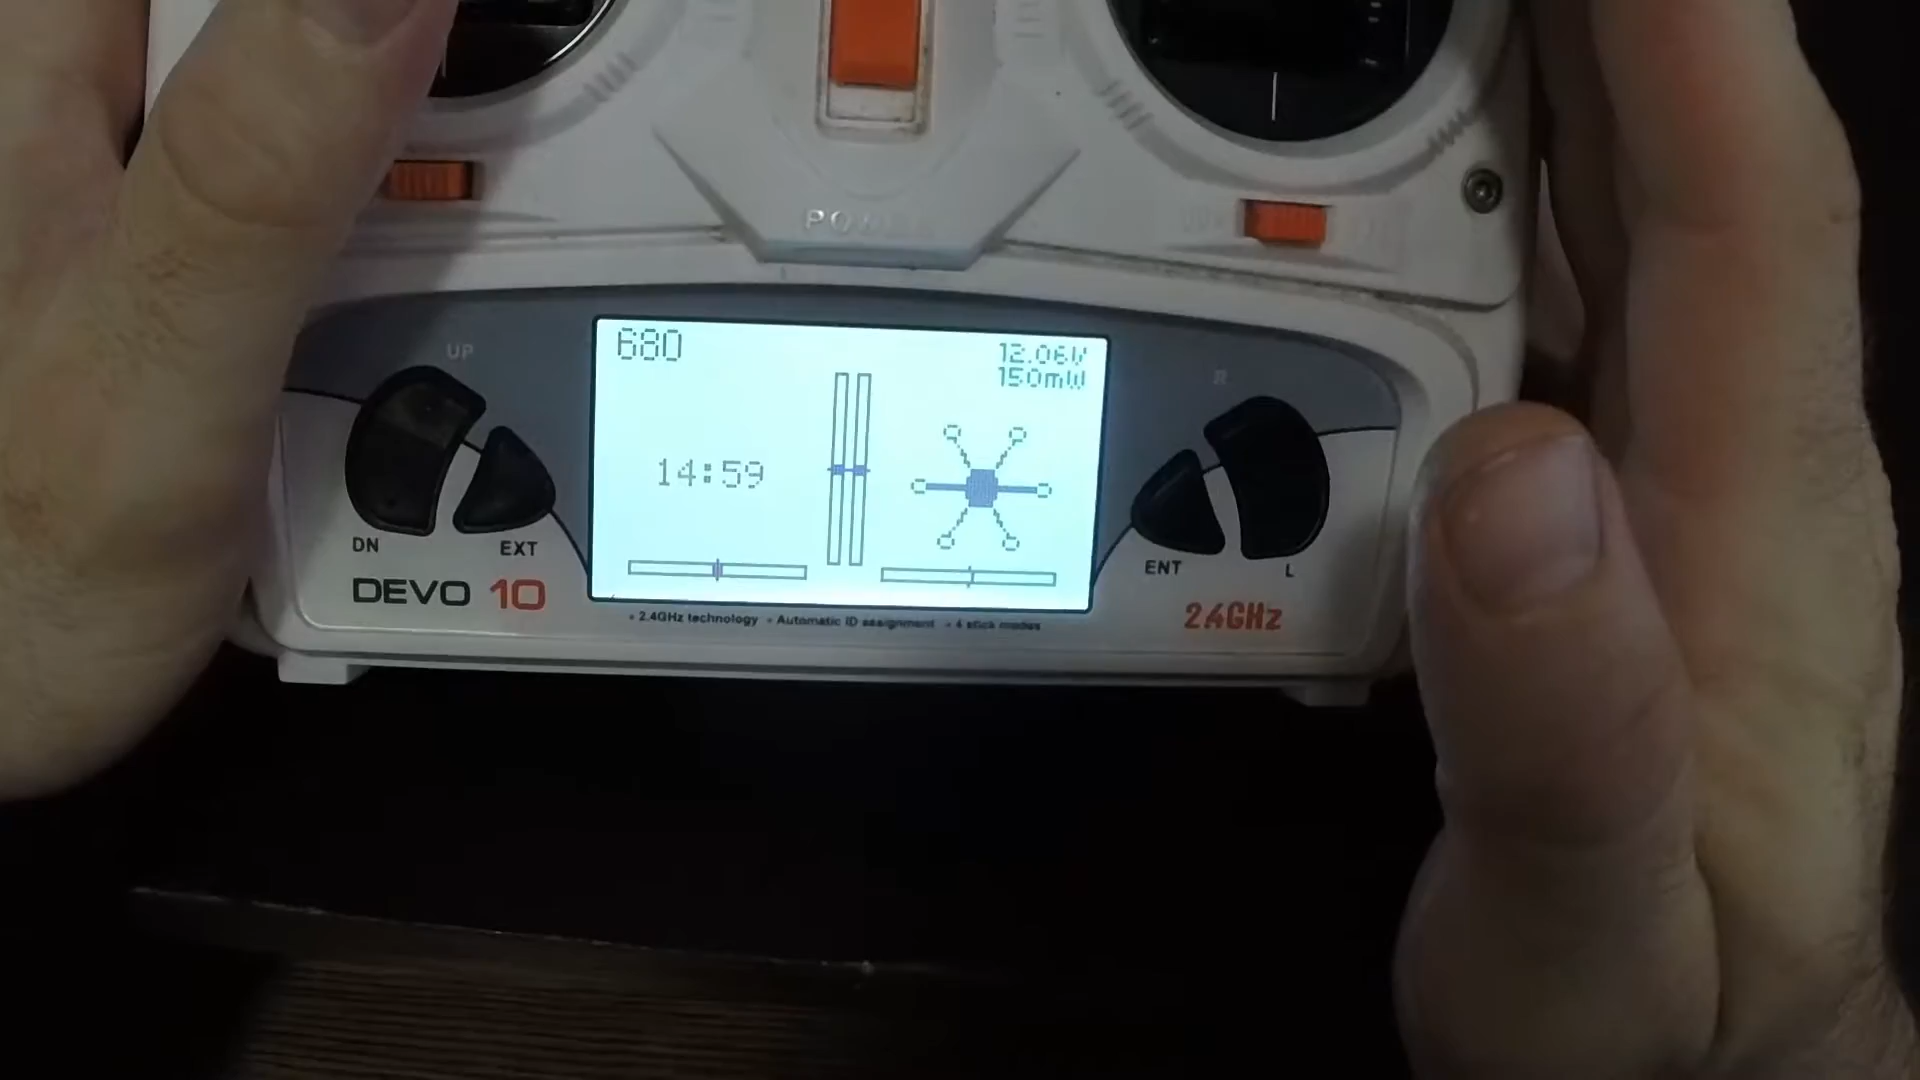 UP
680
12.06V
150mW
R
14:59
DN
EXT
ENT
L
DEVO 10
2.4GHz
• 2.4GHz technology • Automatic ID assignment • 4 stick modes